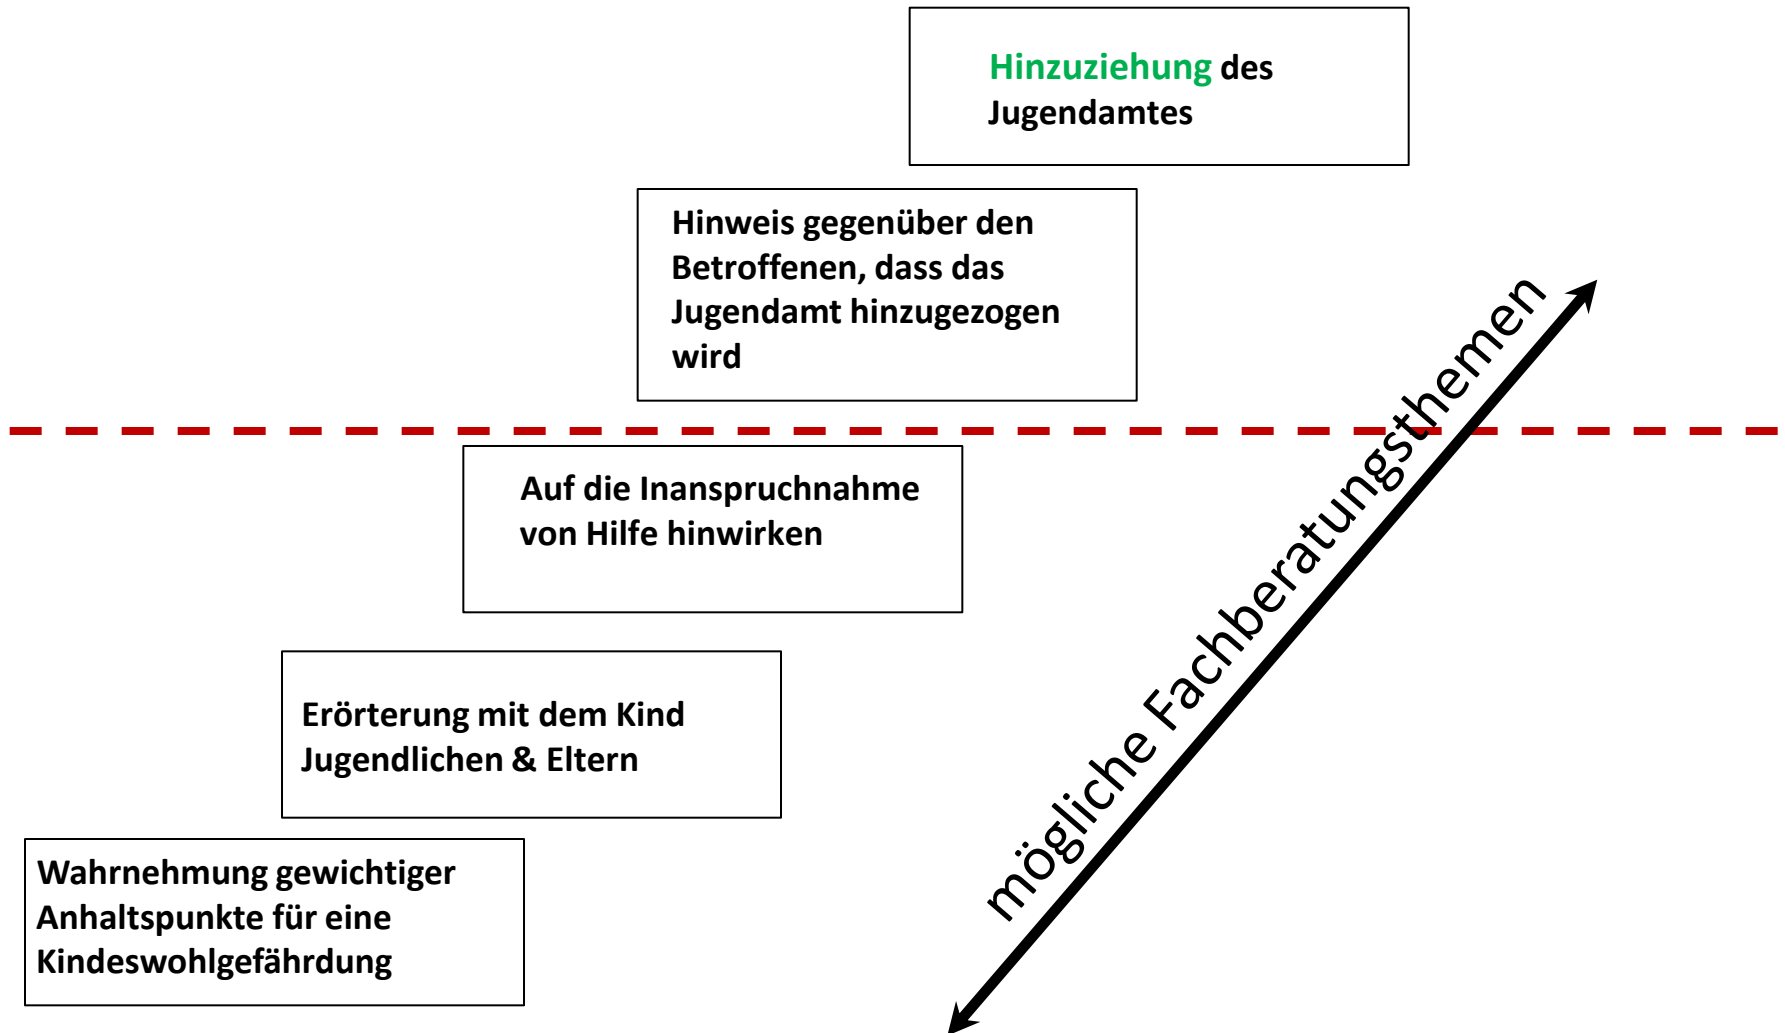 Hinzuziehung des
Jugendamtes
Hinweis gegenüber den
Betroffenen, dass das
Jugendamt hinzugezogen
wird
Auf die Inanspruchnahme
von Hilfe hinwirken
Erörterung mit dem Kind
Jugendlichen & Eltern
Wahrnehmung gewichtiger
Anhaltspunkte für eine
Kindeswohlgefährdung
mögliche Fachberatungsthemen